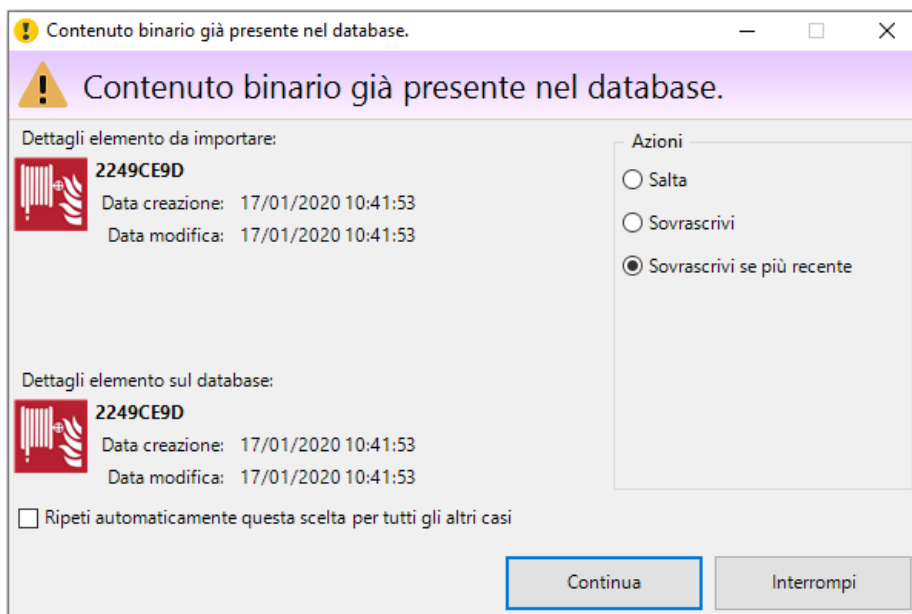 Contenuto binario già presente nel database.
Contenuto binario già presente nel database.
Dettagli elemento da importare:
2249CE9D
Data creazione: 17/01/2020 10:41:53
Data modifica: 17/01/2020 10:41:53
Azioni
Salta
Sovrascrivi
Sovrascrivi se più recente
Dettagli elemento sul database:
2249CE9D
Data creazione: 17/01/2020 10:41:53
Data modifica: 17/01/2020 10:41:53
Ripeti automaticamente questa scelta per tutti gli altri casi
Continua
Interrompi